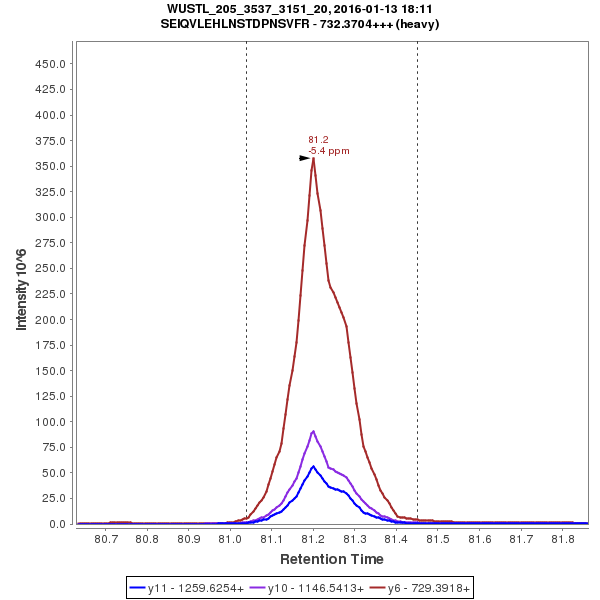 WUSTL_205_3537_3151_20, 2016-01-13 18:11
SEIQVLEHLNSTDPNSVFR - 732.3704+++ (heavy)
81.2
-5.4 ppm
Intensity 10^6
450.0
425.0
400.0
375.0
350.0
325.0
300.0
275.0
250.0
225.0
200.0
175.0
150.0
125.0
100.0
75.0
50.0
25.0
0.0
80.7 80.8 80.9 81.0 81.1 81.2 81.3 81.4 81.5 81.6 81.7 81.8
Retention Time
y11 - 1259.6254+ y10 - 1146.5413+ y6 - 729.3918+